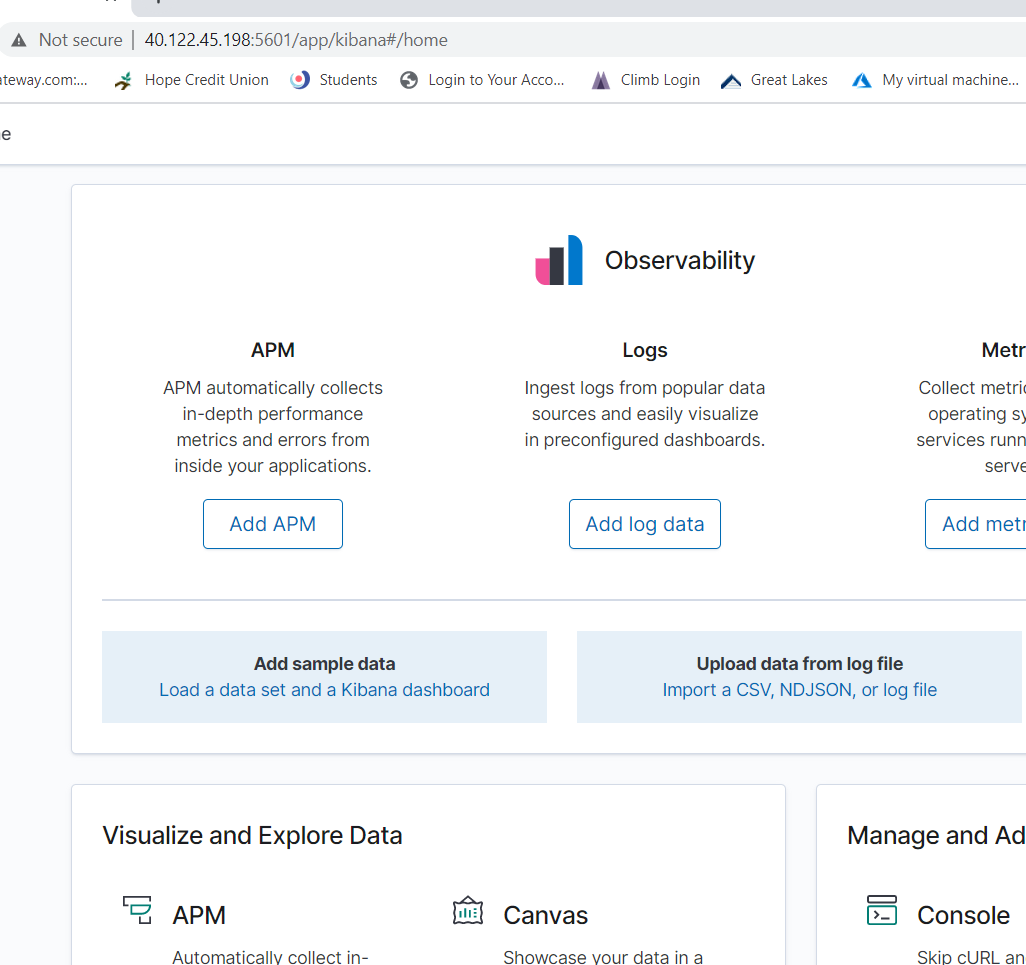 Not secure | 40.122.45.198:5601/app/kibana#/home
ateway.com:... Hope Credit Union Students Login to Your Acco... Climb Login Great Lakes My virtual machine...
e
Observability
APM
APM automatically collects
in-depth performance
metrics and errors from
inside your applications.
Add APM
Logs
Ingest logs from popular data
sources and easily visualize
in preconfigured dashboards.
Add log data
Metr
Collect metric
operating sy
services runn
serve
Add metr
Add sample data
Load a data set and a Kibana dashboard
Upload data from log file
Import a CSV, NDJSON, or log file
Visualize and Explore Data
APM
Automatically collect in-
Canvas
Showcase your data in a
Manage and Ad
Console
Skip cURL an